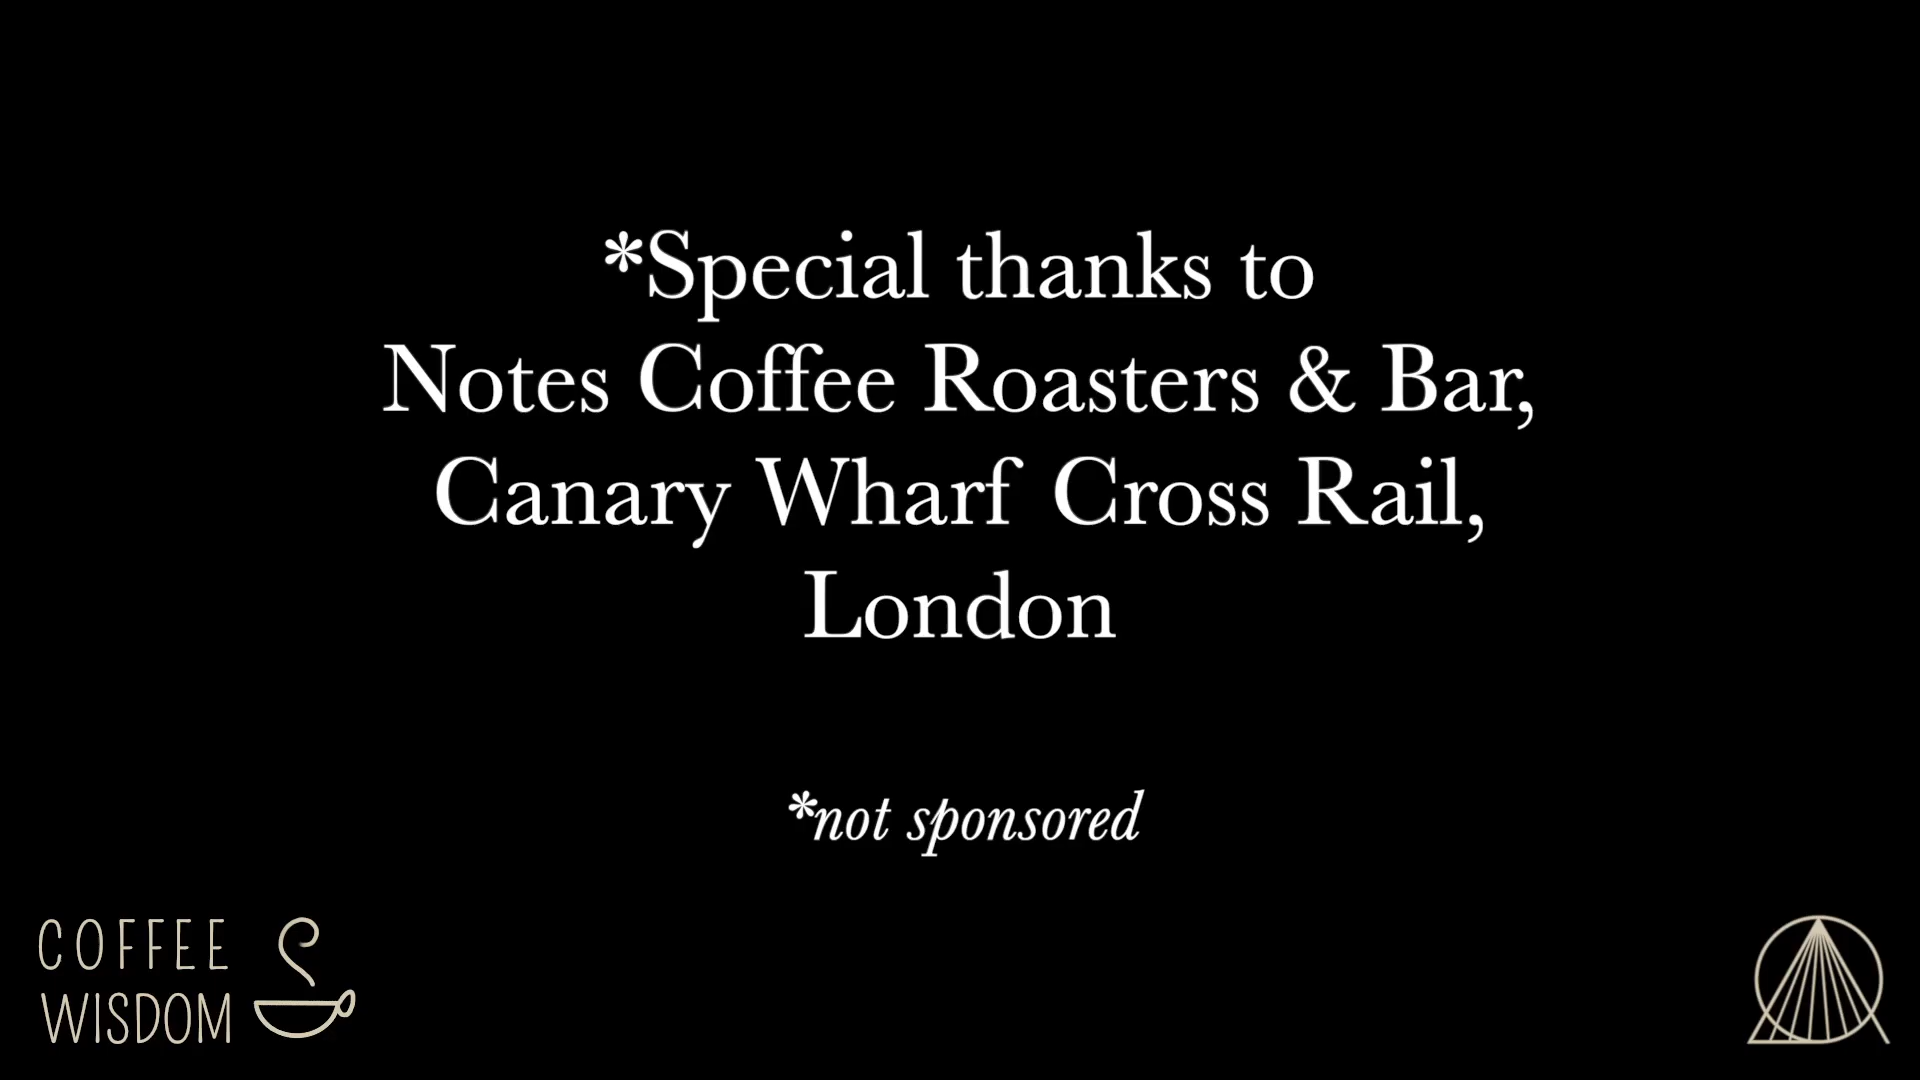 *Special thanks to
Notes Coffee Roasters & Bar,
Canary Wharf Cross Rail,
London
*not sponsored
COFFEE
WISDOM